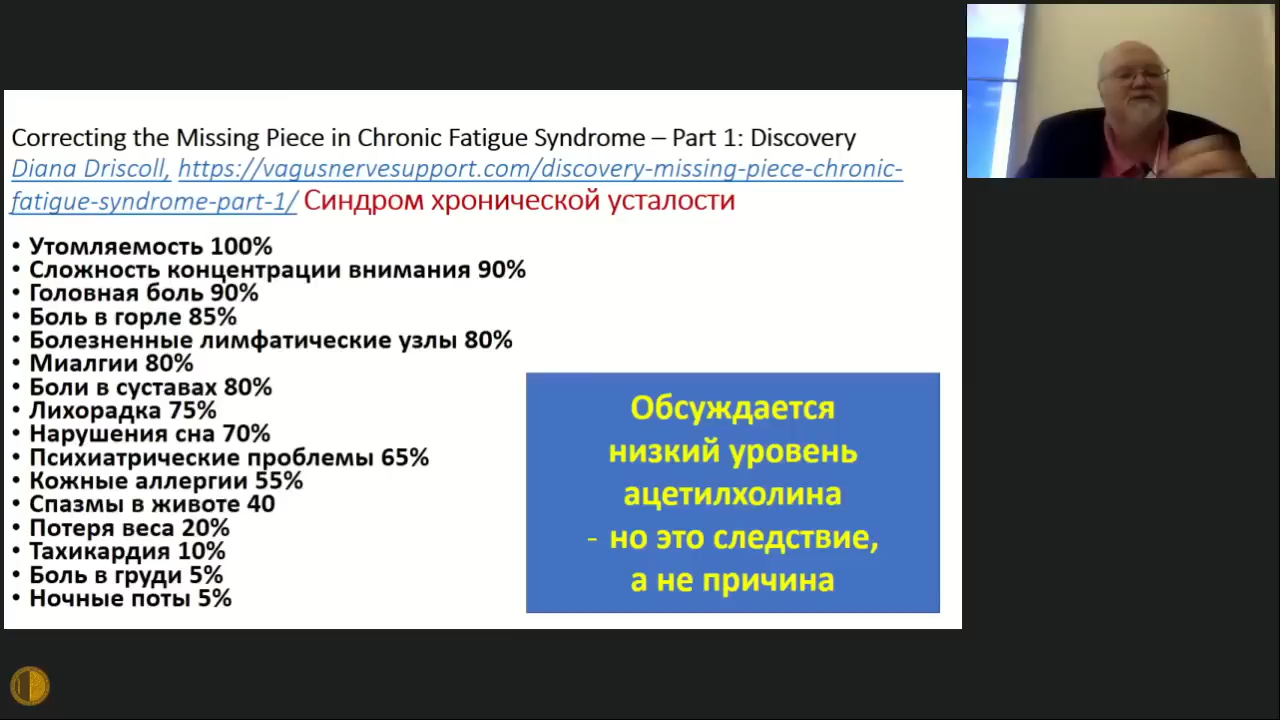 Correcting the Missing Piece in Chronic Fatigue Syndrome – Part 1: Discovery
Diana Driscoll, https://vagusnervesupport.com/discovery-missing-piece-chronic-
fatigue-syndrome-part-1/ Синдром хронической усталости
• Утомляемость 100%
• Сложность концентрации внимания 90%
• Головная боль 90%
• Боль в горле 85%
• Болезненные лимфатические узлы 80%
• Миалгии 80%
• Боли в суставах 80%
• Лихорадка 75%
• Нарушения сна 70%
• Психиатрические проблемы 65%
• Кожные аллергии 55%
• Спазмы в животе 40
• Потеря веса 20%
• Тахикардия 10%
• Боль в груди 5%
• Ночные поты 5%
Обсуждается
низкий уровень
ацетилхолина
- но это следствие,
а не причина